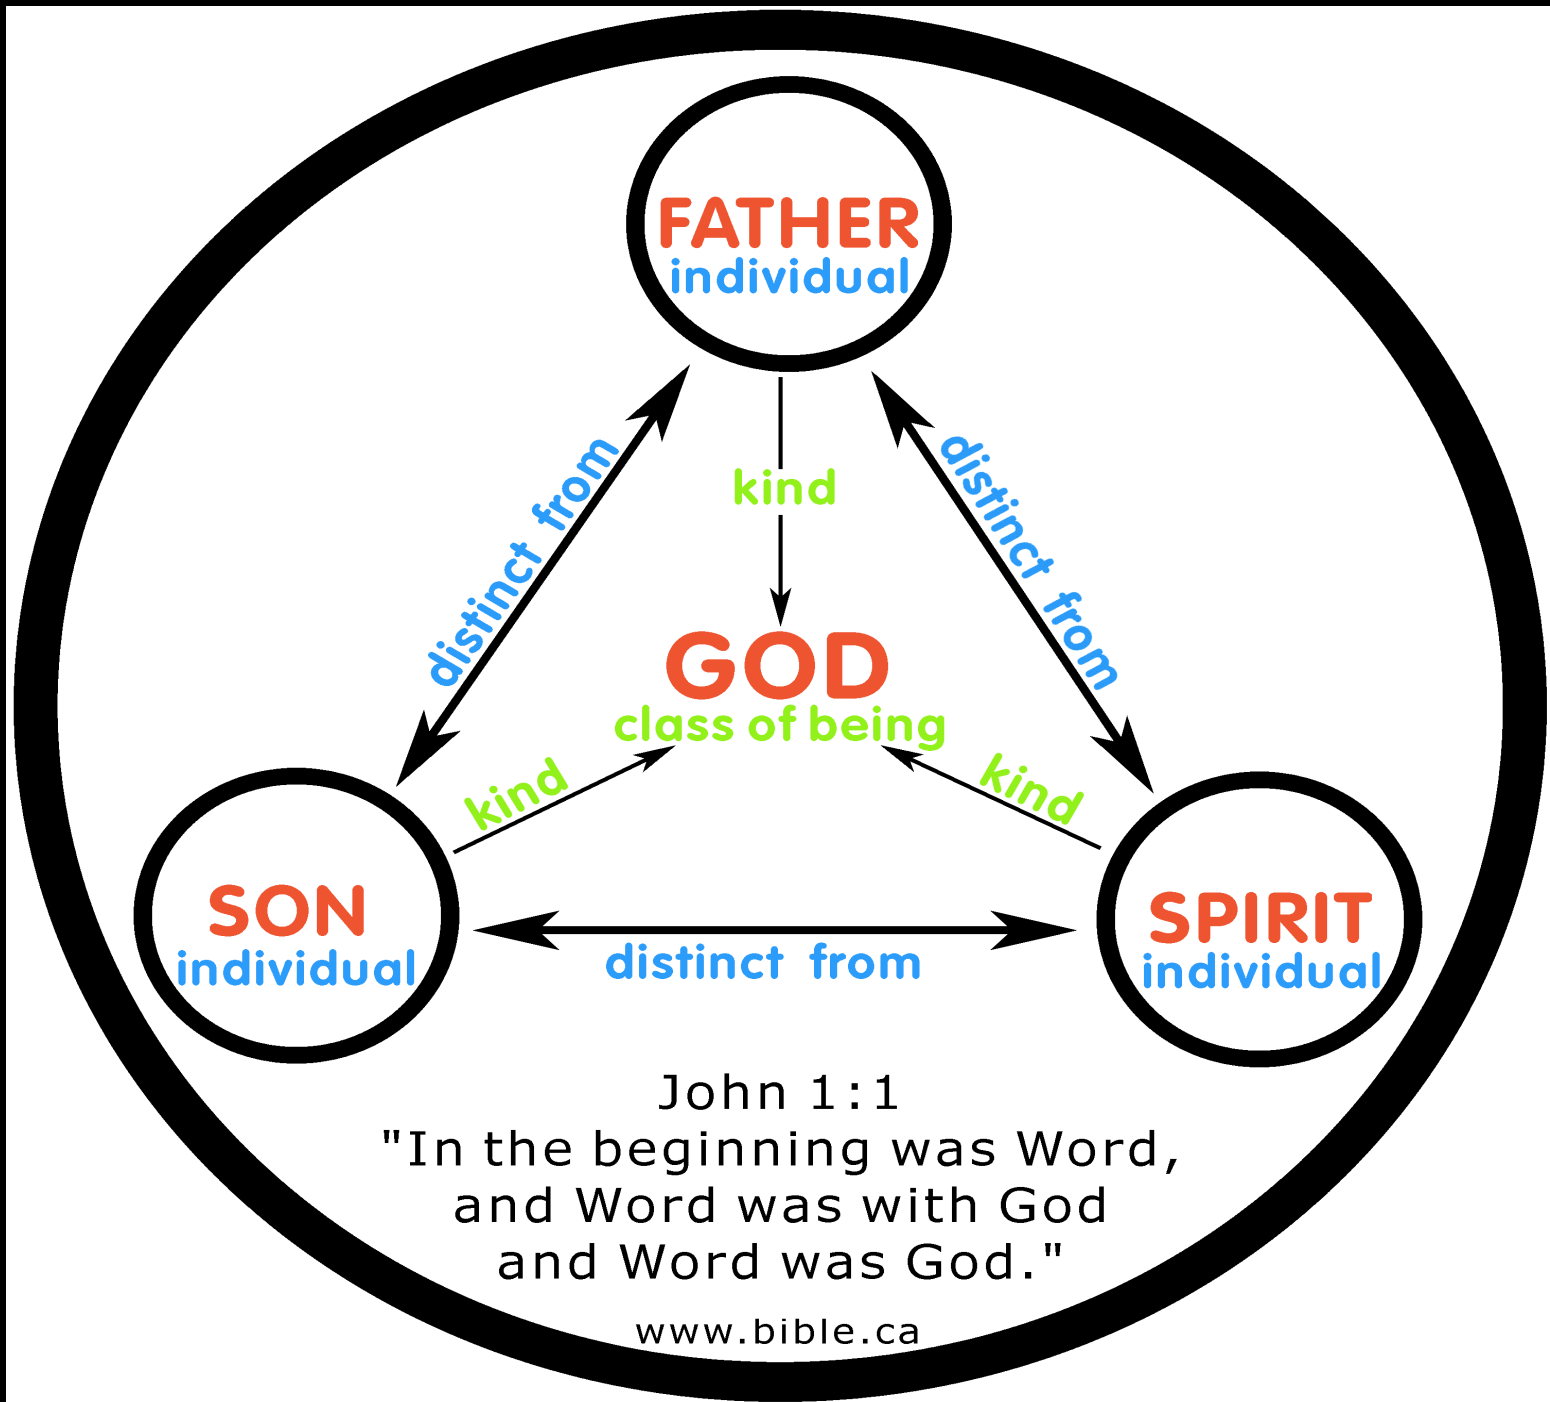 FATHER
individual
distinct from
distinct from
kind
GOD
class of being
kind
kind
SON
individual
SPIRIT
individual
distinct from
John 1:1
"In the beginning was Word,
and Word was with God
and Word was God."
www.bible.ca